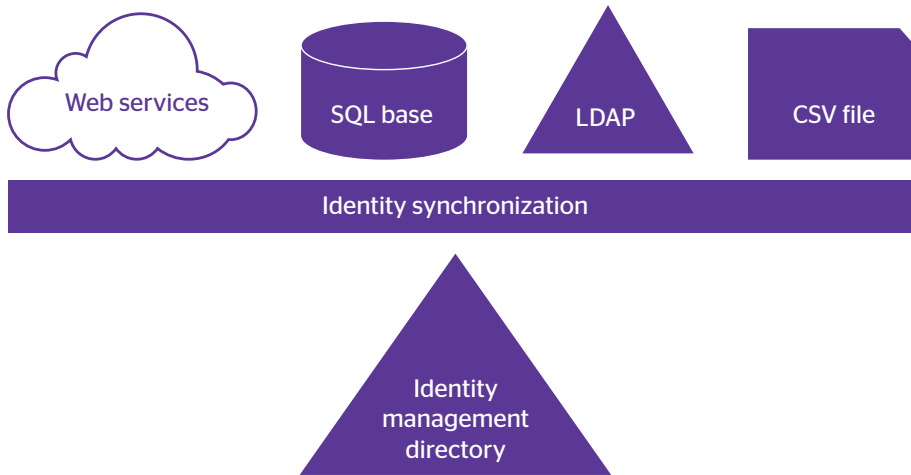 Web services
SQL base
LDAP
CSV file
Identity synchronization
Identity
management
directory